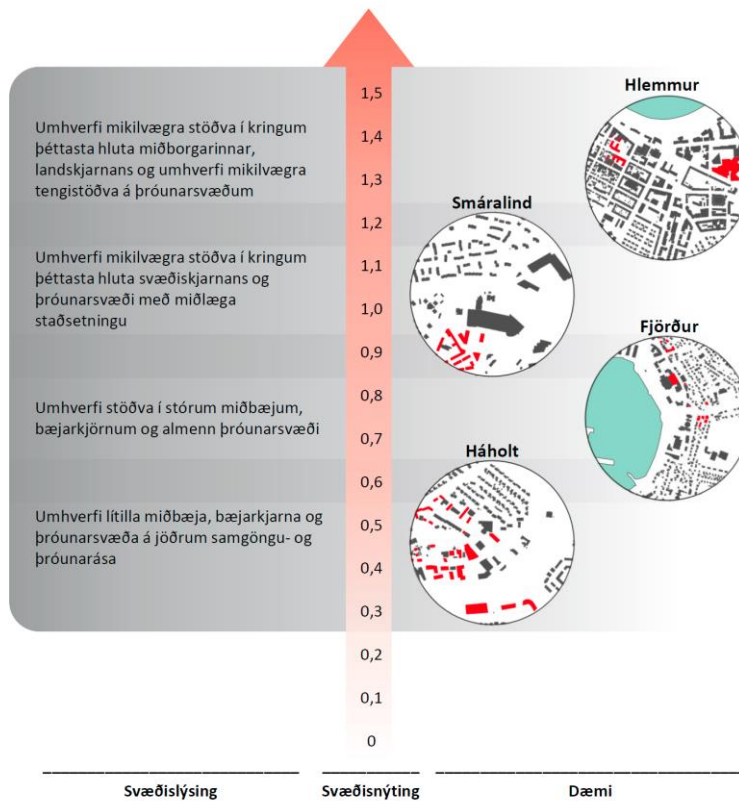 Umhverfi mikilvægra stöðva í kringum
þéttasta hluta miðborgarinnar,
landskjarnans og umhverfi mikilvægra
tengistöðva á þróunarsvæðum
Umhverfi mikilvægra stöðva í kringum
þéttasta hluta svæðiskjarnans og
þróunarsvæði með miðlæga
staðsetningu
Umhverfi stöðva í stórum miðbæjum,
bæjarkjörnum og almenn þróunarsvæði
Umhverfi lítilla miðbæja, bæjarkjarna og
þróunarsvæða á jöðrum samgöngu- og
þróunarása
1,5
1,4
1,3
1,2
1,1
1,0
0,9
0,8
0,7
0,6
0,5
0,4
0,3
0,2
0,1
0
Hlemmur
Smáralind
Fjörður
Háholt
Svæðislýsing
Svæðisnýting
Dæmi